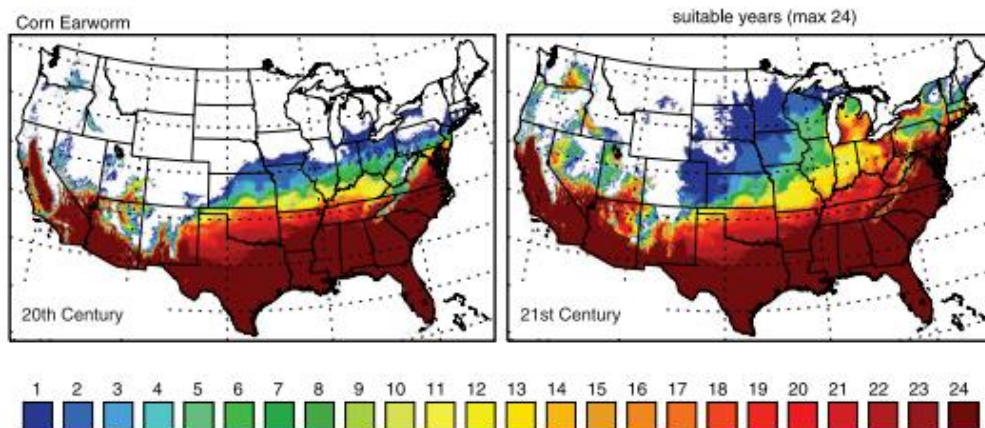 Corn Earworm
suitable years (max 24)
20th Century
21st Century
1 2 3 4 5 6 7 8 9 10 11 12 13 14 15 16 17 18 19 20 21 22 23 24